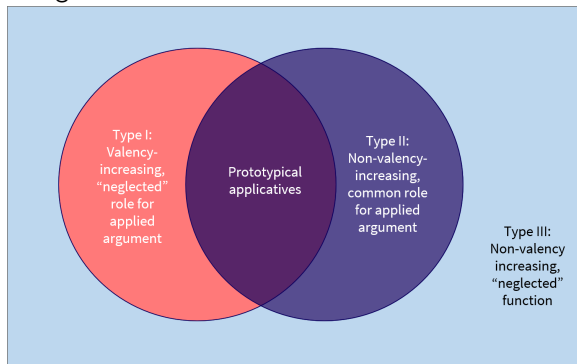 Type I:
Valency-
increasing,
“neglected”
role for
applied
argument
Prototypical
applicatives
Type II:
Non-valency-
increasing,
common role
for applied
argument
Type III:
Non-valency
increasing,
“neglected”
function